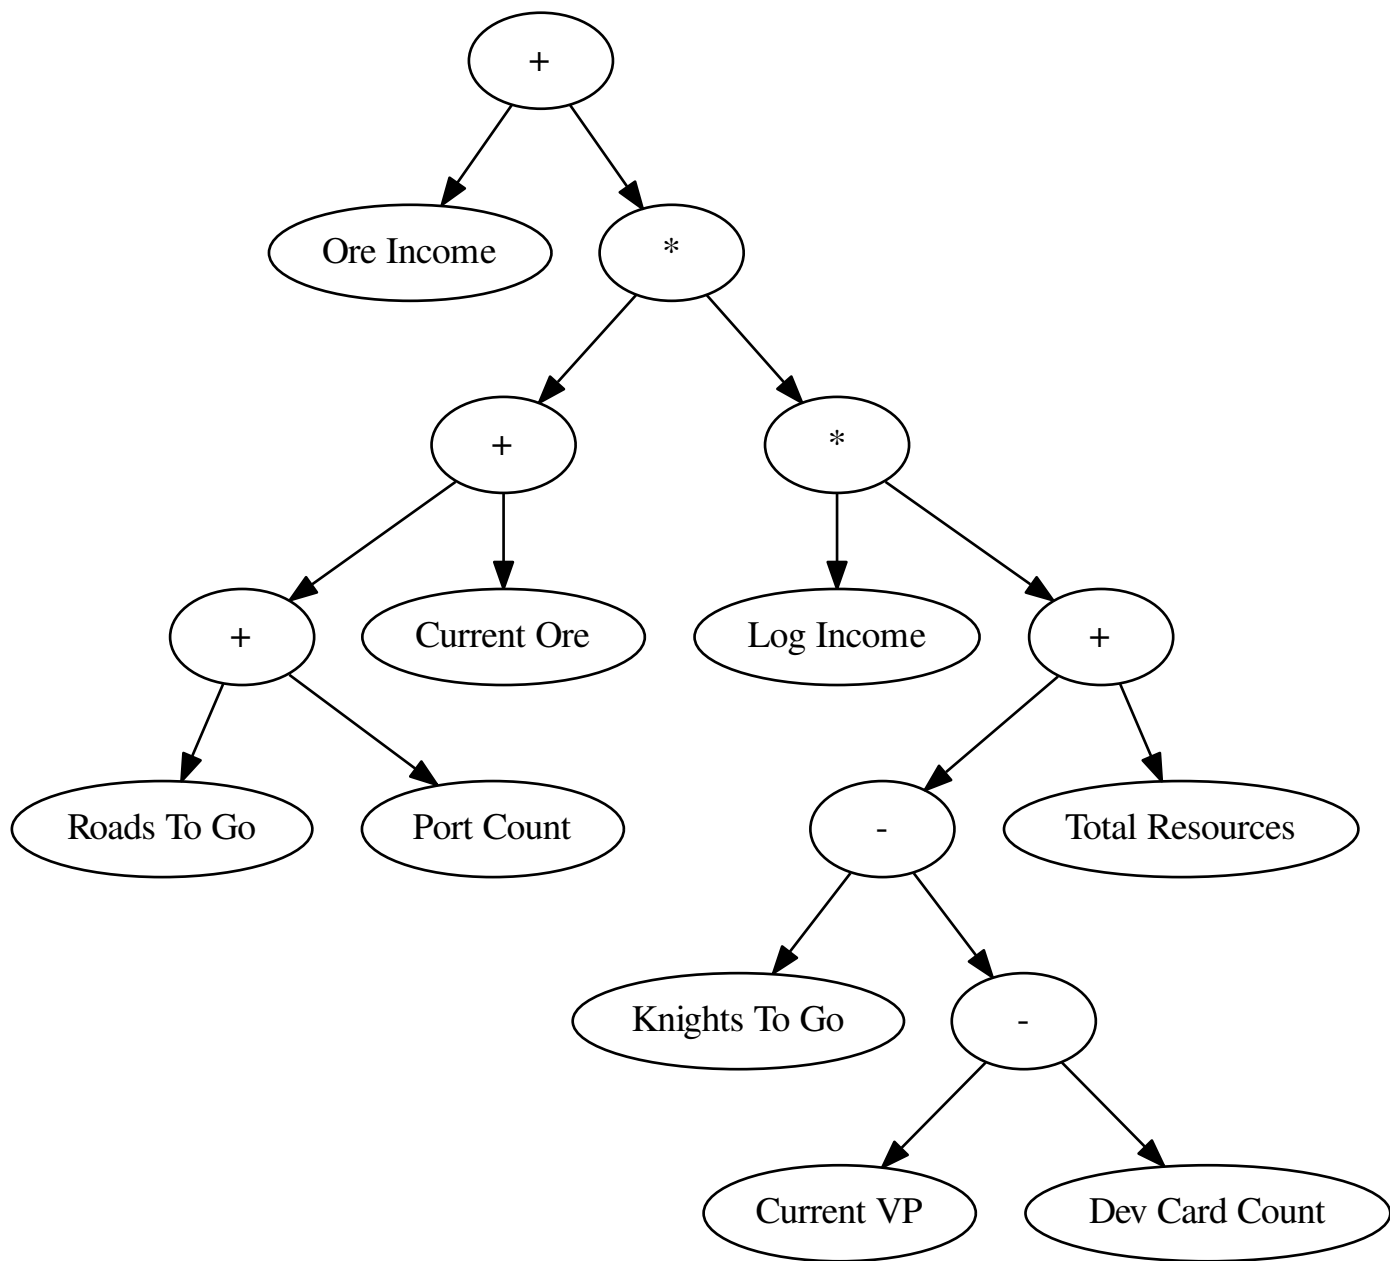 +
Ore Income
*
+
*
+
Current Ore
Log Income
+
Roads To Go
Port Count
-
Total Resources
Knights To Go
-
Current VP
Dev Card Count